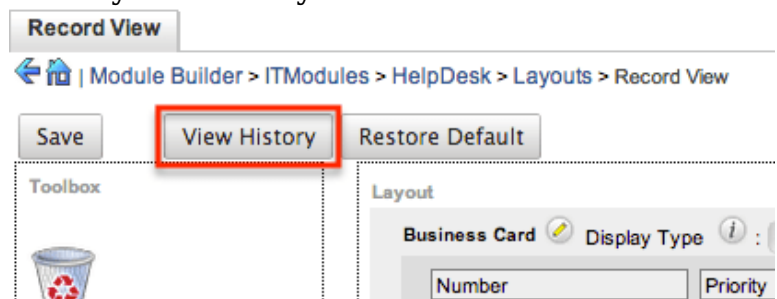 Record View
| Module Builder > ITModules > HelpDesk > Layouts > Record View
Save View History Restore Default
Toolbox
Layout
Business Card Display Type i :
Number Priority